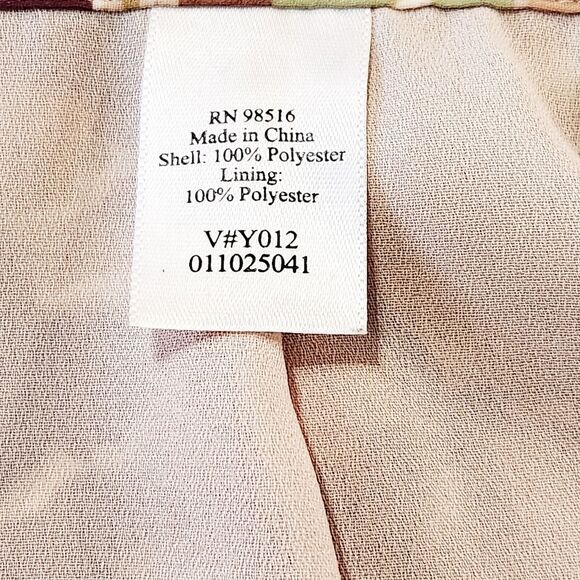 RN 98516
Made in China
Shell: 100% Polyester
Lining:
100% Polyester
V#Y012
011025041